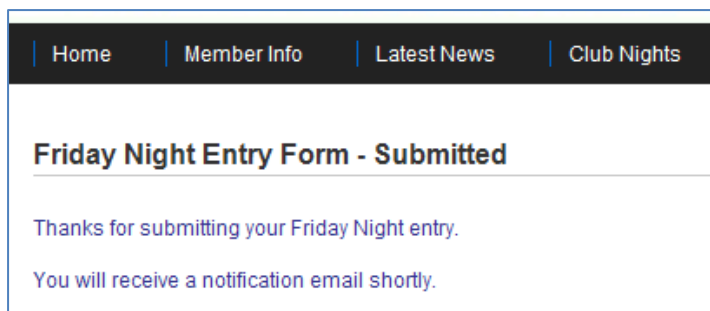 Home Member Info Latest News Club Nights
Friday Night Entry Form - Submitted
Thanks for submitting your Friday Night entry.
You will receive a notification email shortly.